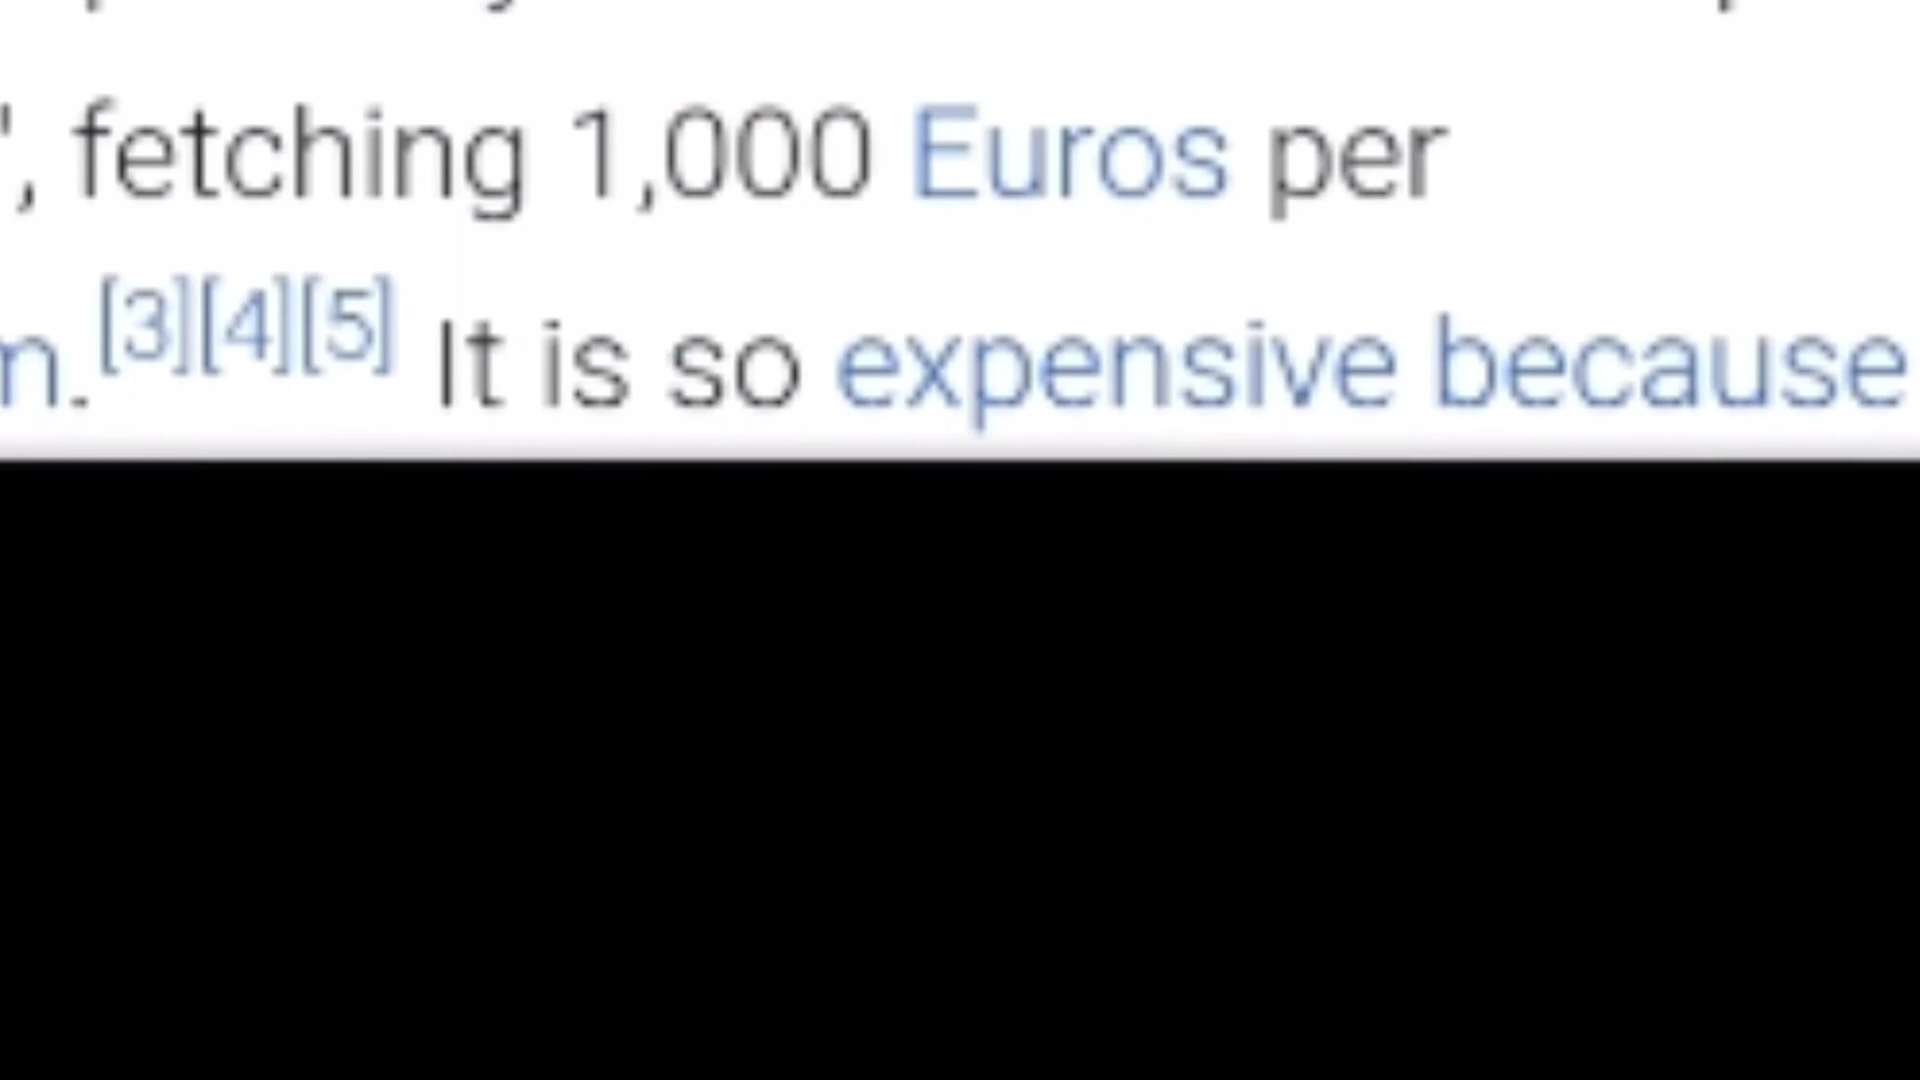 ', fetching 1,000 Euros per
n.[3][4][5] It is so expensive because